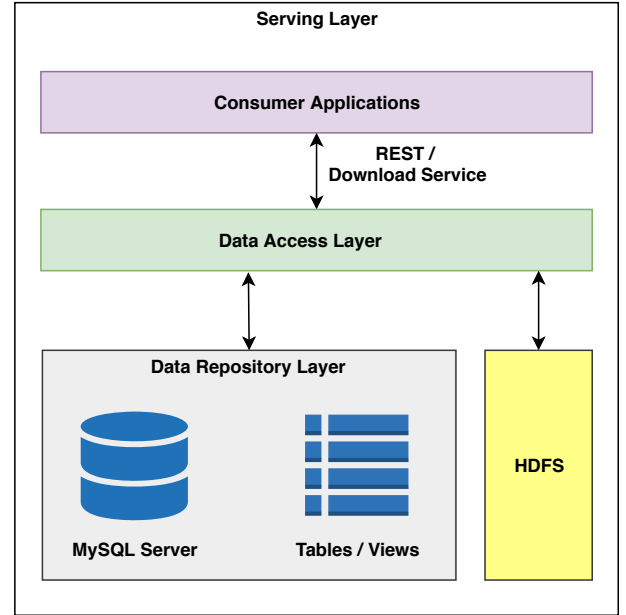 Serving Layer
Consumer Applications
REST /
Download Service
Data Access Layer
Data Repository Layer
HDFS
MySQL Server
Tables / Views